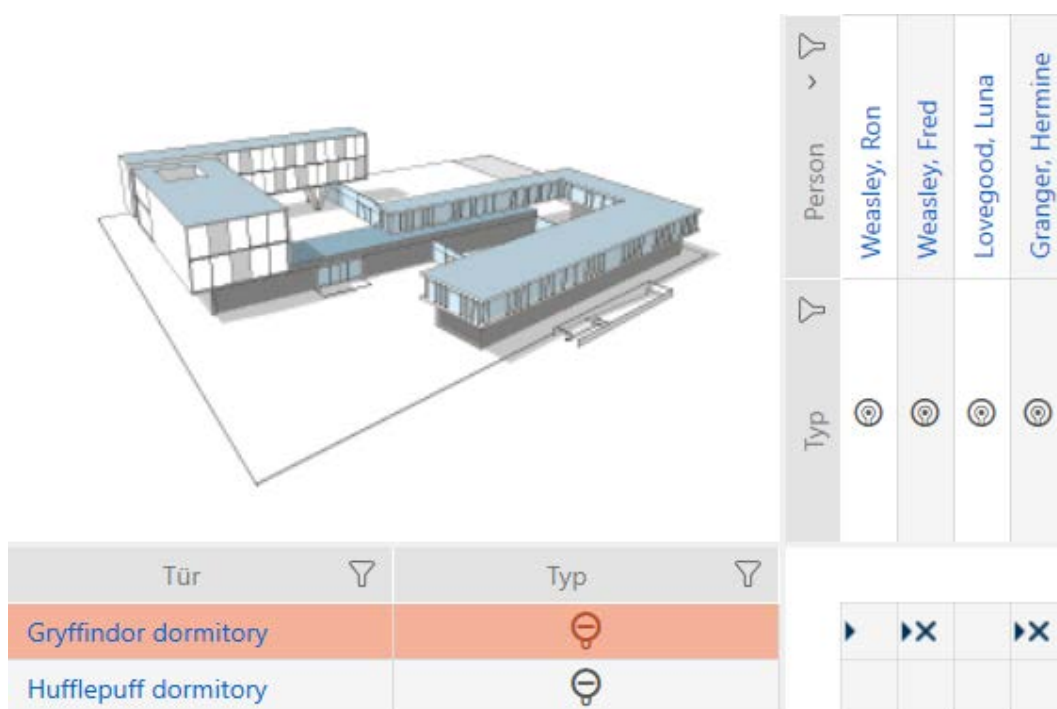 Person
Weasley, Ron
Weasley, Fred
Lovegood, Luna
Granger, Hermine
Typ
Tür
Typ
Gryffindor dormitory
Hufflepuff dormitory